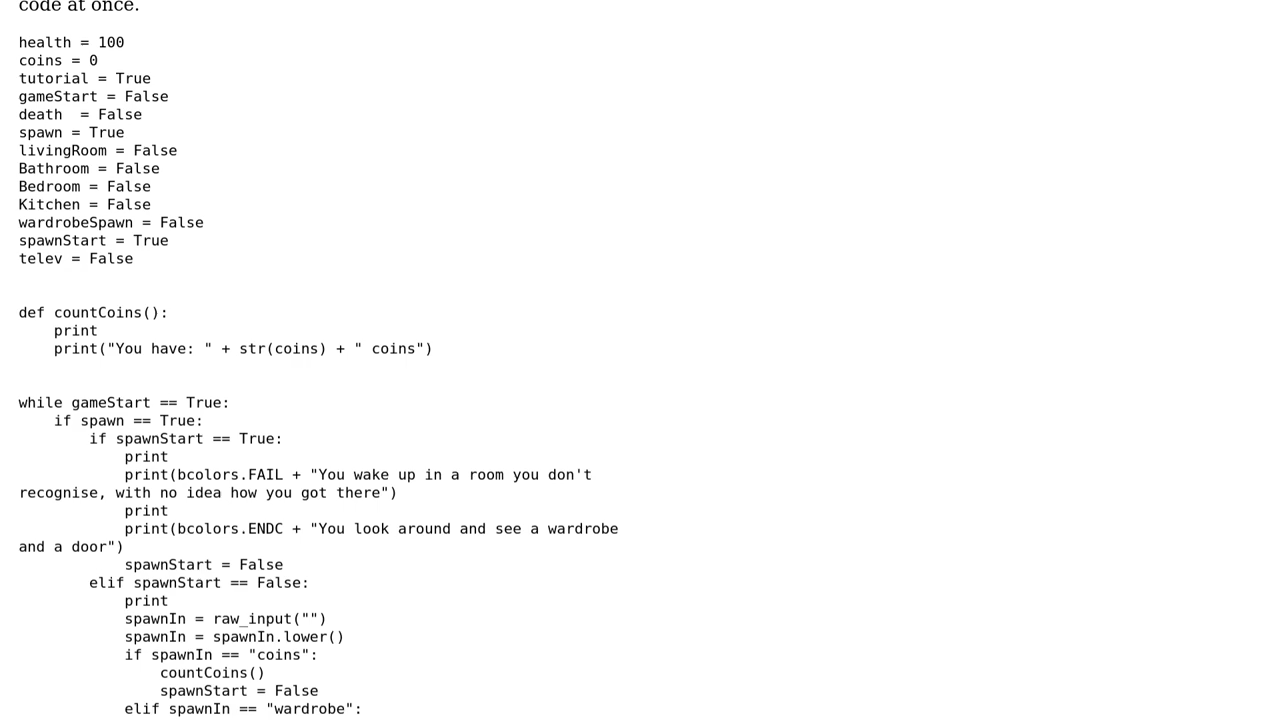 code at once.
health = 100
coins = 0
tutorial = True
gameStart = False
death  = False
spawn = True
livingRoom = False
Bathroom = False
Bedroom = False
Kitchen = False
wardrobeSpawn = False
spawnStart = True
telev = False
def countCoins():
    print
    print("You have: " + str(coins) + " coins")
while gameStart == True:
    if spawn == True:
        if spawnStart == True:
            print
            print(bcolors.FAIL + "You wake up in a room you don't
recognise, with no idea how you got there")
            print
            print(bcolors.ENDC + "You look around and see a wardrobe
and a door")
            spawnStart = False
        elif spawnStart == False:
            print
            spawnIn = raw_input("")
            spawnIn = spawnIn.lower()
            if spawnIn == "coins":
                countCoins()
                spawnStart = False
            elif spawnIn == "wardrobe":